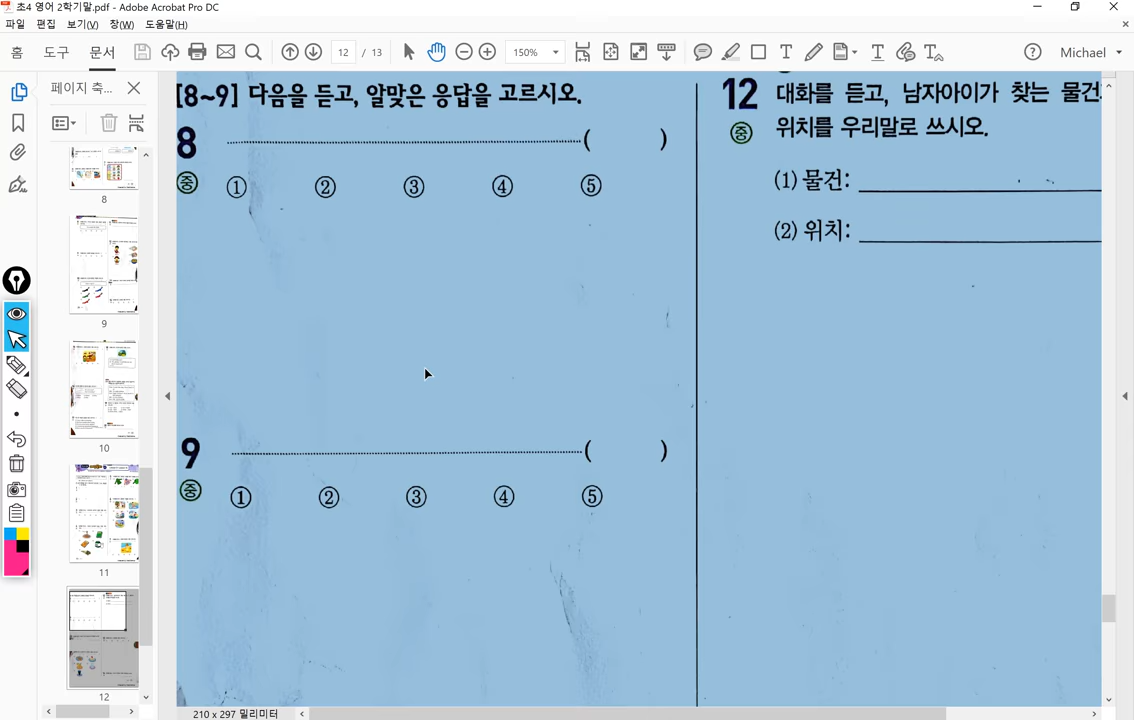 초4 영어 2학기말.pdf - Adobe Acrobat Pro DC
파일 편집 보기(V) 창(W) 도움말(H)
홈 도구 문서 12 / 13 150% Michael
페이지 축...
8
9
10
11
12
[8~9] 다음을 듣고, 알맞은 응답을 고르시오.
8 ( )
중 ① ② ③ ④ ⑤
9 ( )
중 ① ② ③ ④ ⑤
12 대화를 듣고, 남자아이가 찾는 물건
중 위치를 우리말로 쓰시오.
(1) 물건:
(2) 위치:
210 x 297 밀리미터